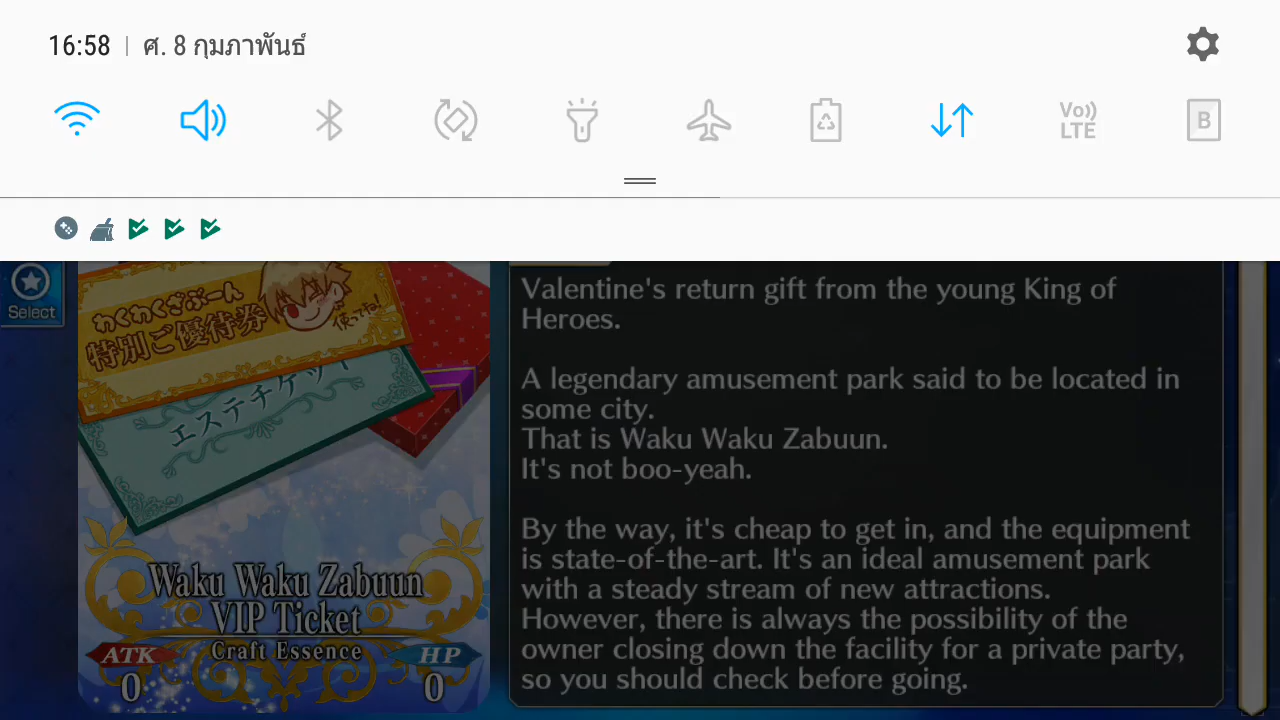 16:58 | ศ. 8 กุมภาพันธ์
Vo)) LTE
B
Select
わくわくざぶーん
特別ご優待券
使ってね!
エステチケット
Waku Waku Zabuun
VIP Ticket
Craft Essence
ATK
HP
0
0
Valentine's return gift from the young King of
Heroes.
A legendary amusement park said to be located in
some city.
That is Waku Waku Zabuun.
It's not boo-yeah.
By the way, it's cheap to get in, and the equipment
is state-of-the-art. It's an ideal amusement park
with a steady stream of new attractions.
However, there is always the possibility of the
owner closing down the facility for a private party,
so you should check before going.